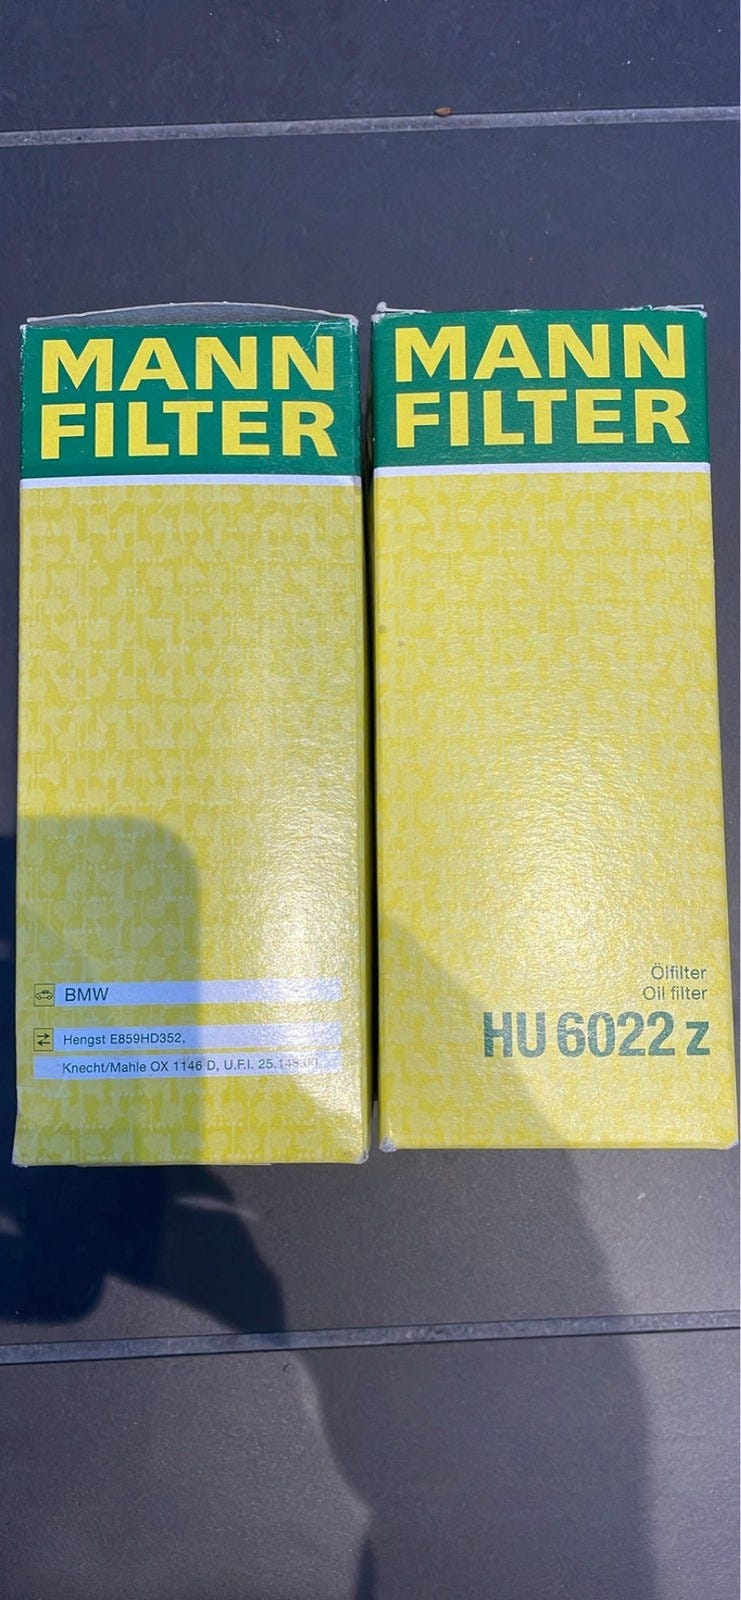 MANN
FILTER
BMW
Hengst E859HD352,
Knecht/Mahle OX 1146 D, U.F.I. 25.148.00
MANN
FILTER
Ölfilter
Oil filter
HU 6022 z